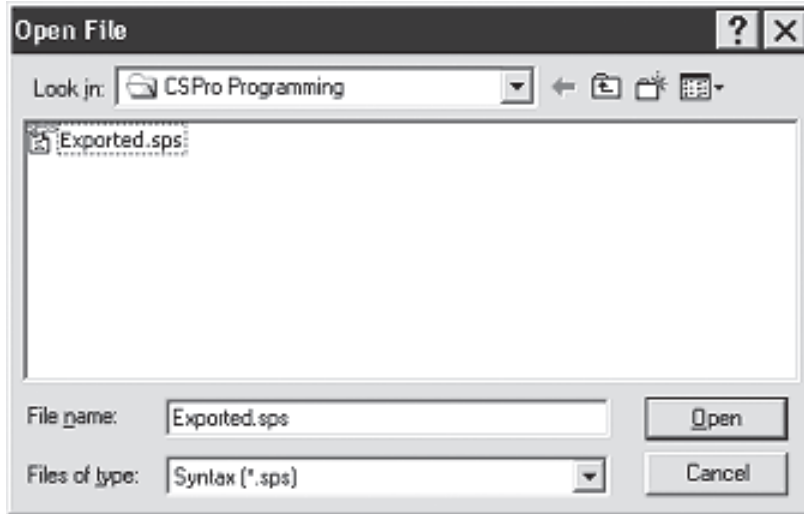 Open File
Look in: CSPro Programming
Exported.sps
File name: Exported.sps
Open
Files of type: Syntax (*.sps)
Cancel